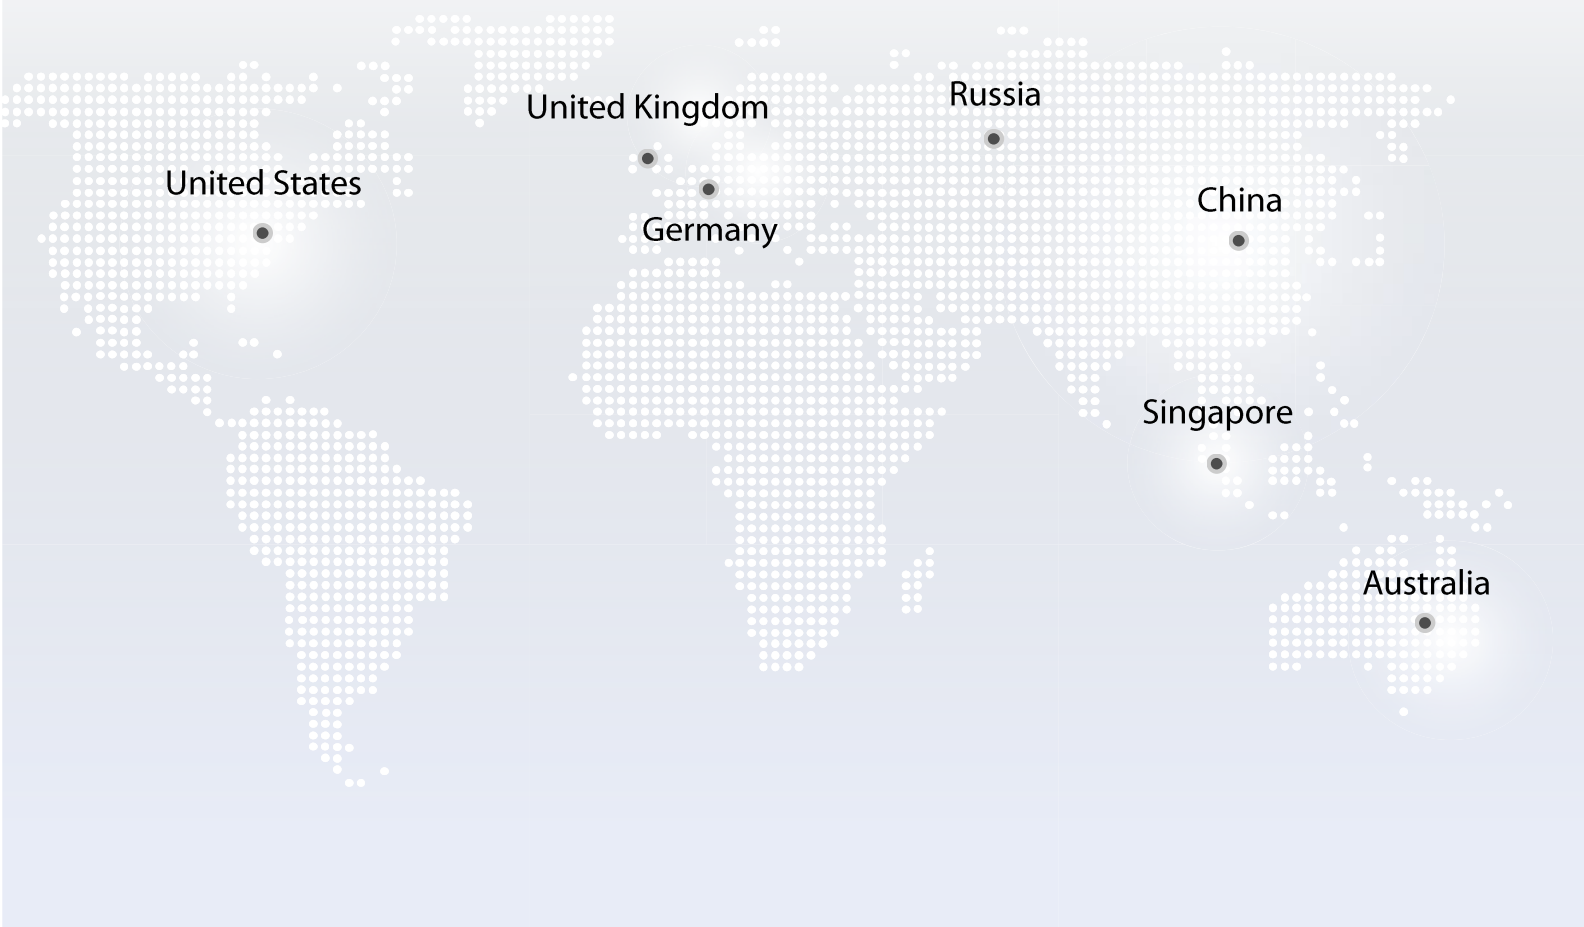 Russia
United Kingdom
United States
China
Germany
Singapore
Australia